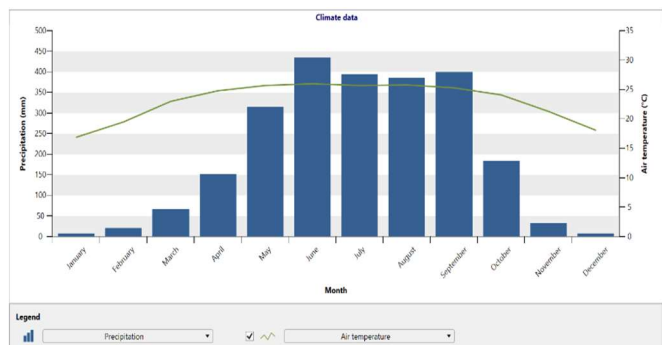 Climate data
500
450
400
350
300
250
200
150
100
50
0
Precipitation (mm)
35
30
25
20
15
10
5
0
Air temperature (°C)
January
February
March
April
May
June
July
August
September
October
November
December
Month
Legend
Precipitation
Air temperature